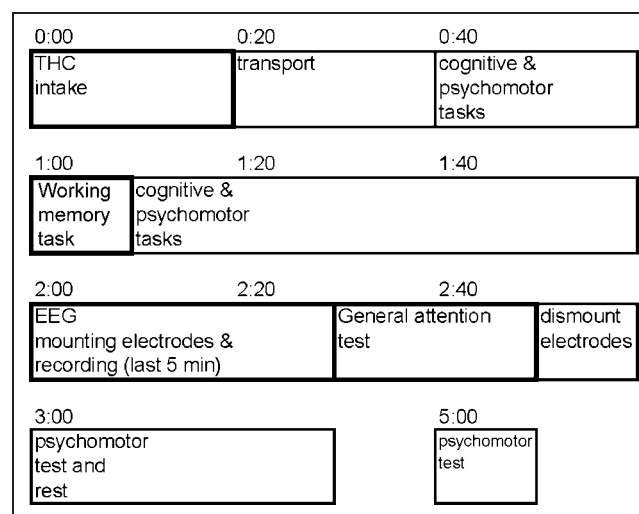 0:00 0:20 0:40
THC
intake
transport
cognitive &
psychomotor
tasks
1:00 1:20 1:40
Working
memory
task
cognitive &
psychomotor
tasks
2:00 2:20 2:40
EEG
mounting electrodes &
recording (last 5 min)
General attention
test
dismount
electrodes
3:00 5:00
psychomotor
test and
rest
psychomotor
test